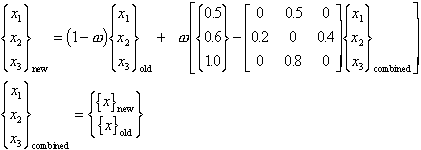 {x₁ x₂ x₃}new = (1 − ω){x₁ x₂ x₃}old + ω[{0.5 0.6 1.0} − [0 0.5 0; 0.2 0 0.4; 0 0.8 0]{x₁ x₂ x₃}combined]
{x₁ x₂ x₃}combined = {{x}new {x}old}